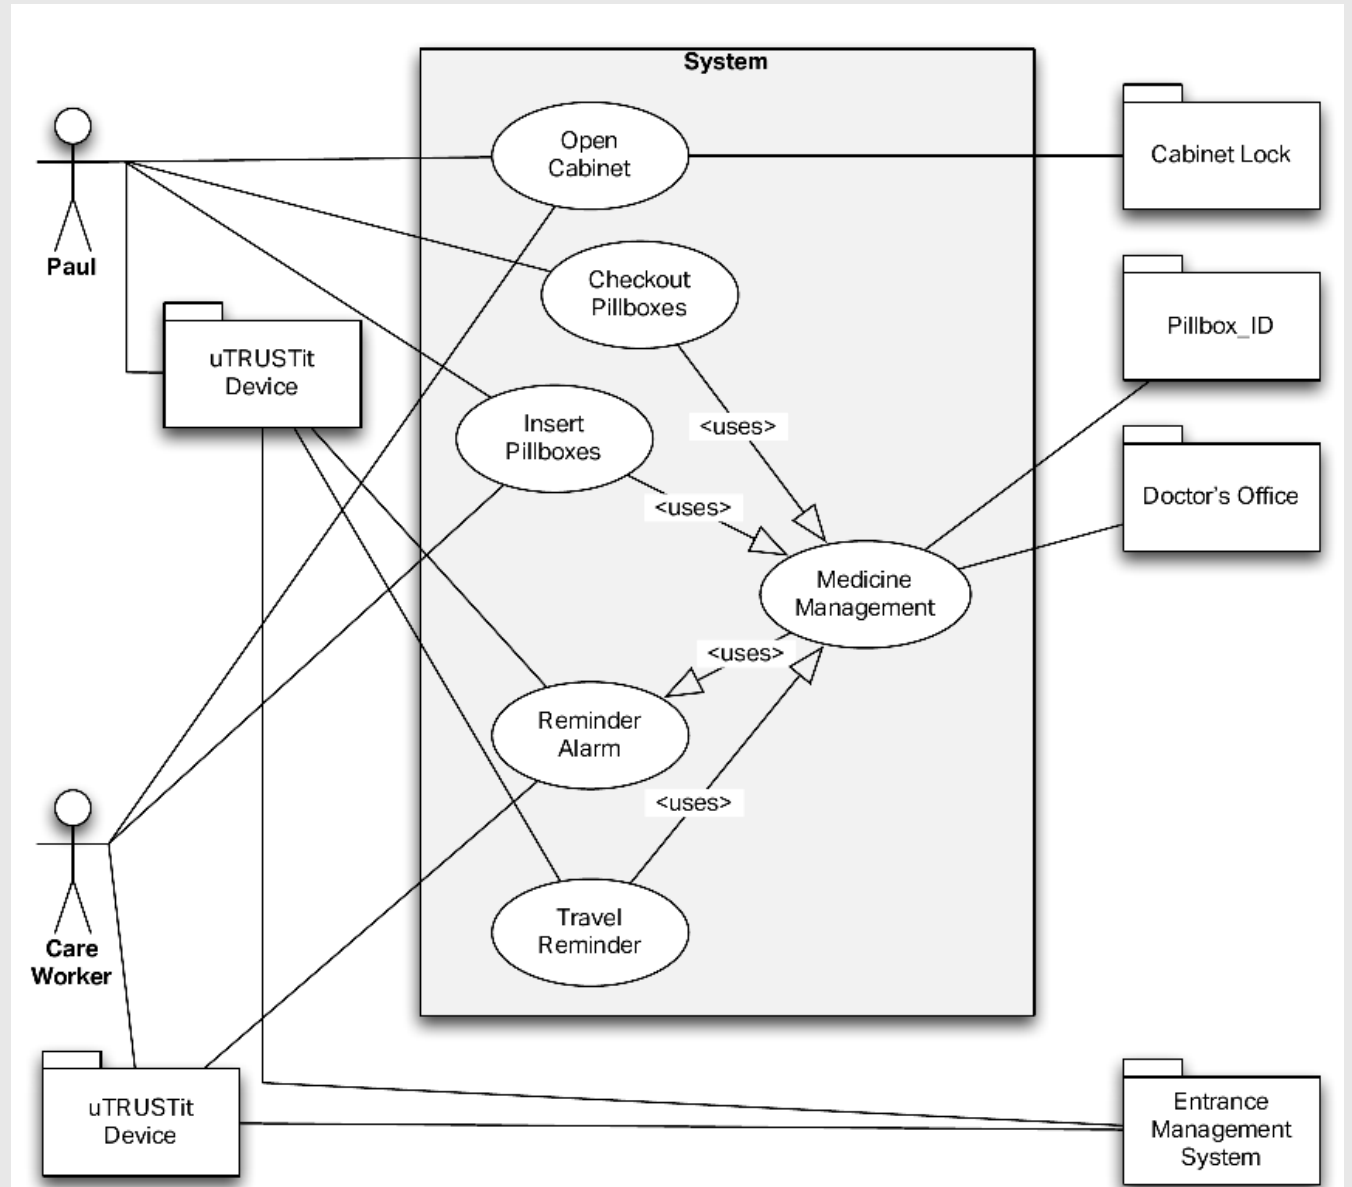 System
Open
Cabinet
Cabinet Lock
Paul
Checkout
Pillboxes
Pillbox_ID
uTRUSTit
Device
<uses>
Insert
Pillboxes
<uses>
Doctor's Office
Medicine
Management
<uses>
Reminder
Alarm
<uses>
Care
Worker
Travel
Reminder
uTRUSTit
Device
Entrance
Management
System